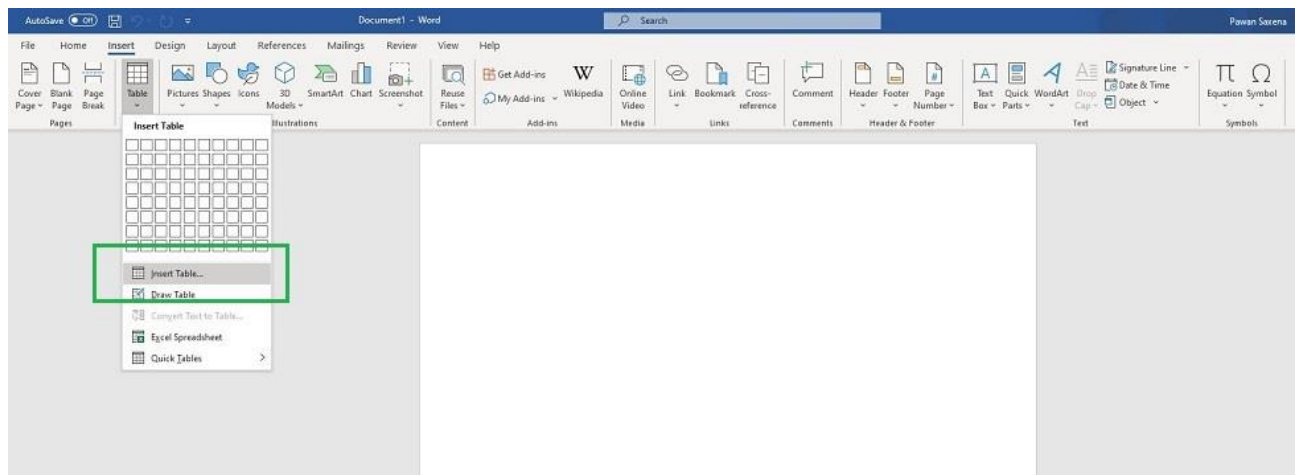 AutoSave Off Document1 - Word Search Pawan Saxena
File Home Insert Design Layout References Mailings Review View Help
Cover Page Blank Page Page Break
Pages
Table
Pictures Shapes Icons 3D Models SmartArt Chart Screenshot
Illustrations
Reuse Files
Content
Get Add-ins
My Add-ins
Wikipedia
Add-ins
Online Video
Media
Link Bookmark Cross-reference
Links
Comment
Comments
Header Footer Page Number
Header & Footer
Text Box Quick Parts WordArt Drop Cap
Signature Line
Date & Time
Object
Text
Equation Symbol
Symbols
Insert Table
Insert Table...
Draw Table
Convert Text to Table...
Excel Spreadsheet
Quick Tables